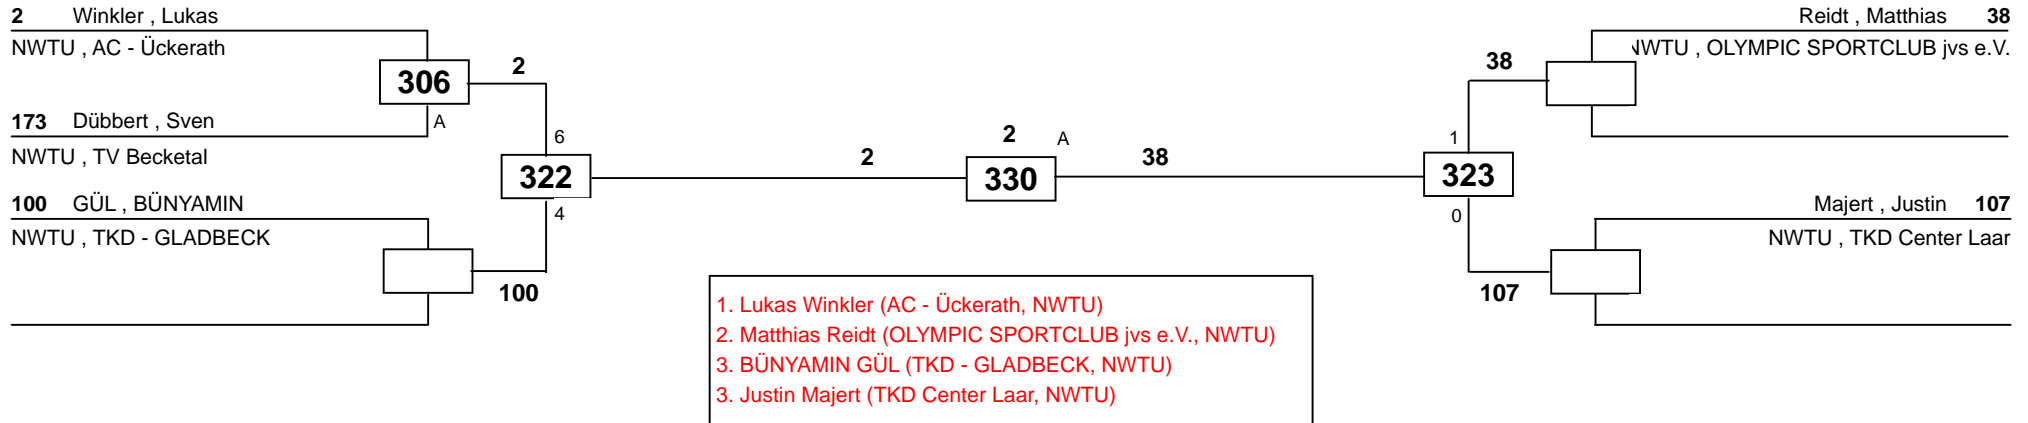 2 Winkler , Lukas
NWTU , AC - Ückerath
306
2
173 Dübbert , Sven
A
NWTU , TV Becketal
6
322
4
100 GÜL , BÜNYAMIN
NWTU , TKD - GLADBECK
100
2
2
A
330
38
Reidt , Matthias 38
NWTU , OLYMPIC SPORTCLUB jvs e.V.
38
1
323
0
Majert , Justin 107
NWTU , TKD Center Laar
107
1. Lukas Winkler (AC - Ückerath, NWTU)
2. Matthias Reidt (OLYMPIC SPORTCLUB jvs e.V., NWTU)
3. BÜNYAMIN GÜL (TKD - GLADBECK, NWTU)
3. Justin Majert (TKD Center Laar, NWTU)